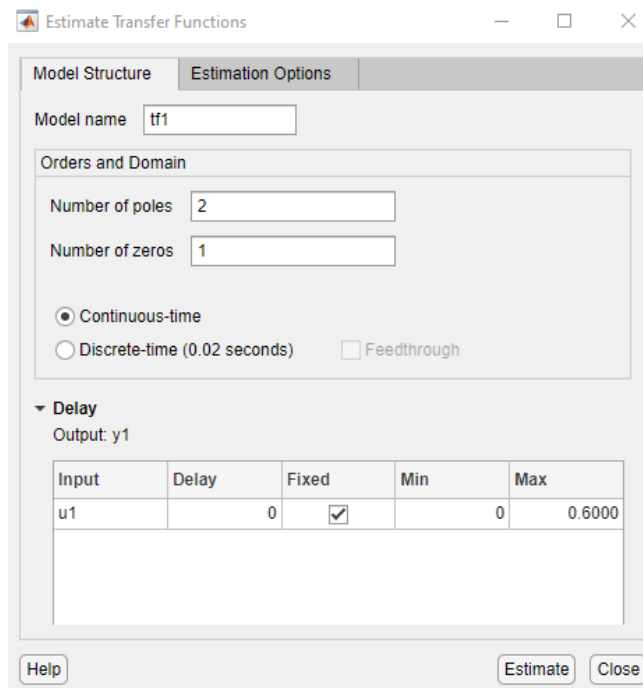 Estimate Transfer Functions
Model Structure Estimation Options
Model name tf1
Orders and Domain
Number of poles 2
Number of zeros 1
Continuous-time
Discrete-time (0.02 seconds) Feedthrough
Delay
Output: y1
Input Delay Fixed Min Max
u1 0 0 0.6000
Help Estimate Close